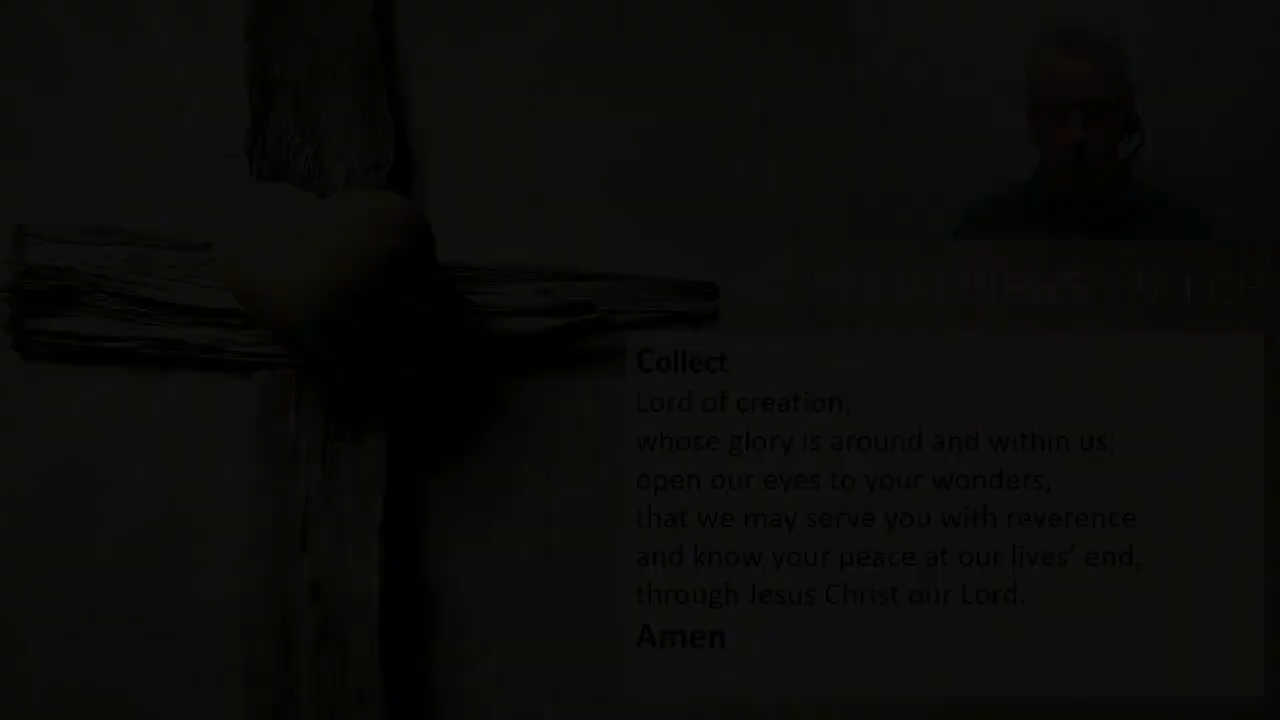 Collect
Lord of creation,
whose glory is around and within us:
open our eyes to your wonders,
that we may serve you with reverence
and know your peace at our lives' end,
through Jesus Christ our Lord.
Amen